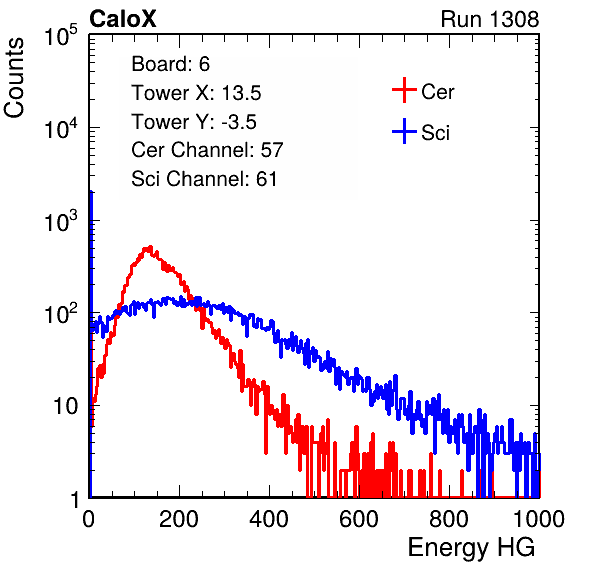 CaloX Run 1308
Counts
10^5
10^4
10^3
10^2
10
1
Board: 6
Tower X: 13.5
Tower Y: -3.5
Cer Channel: 57
Sci Channel: 61
Cer
Sci
0 200 400 600 800 1000
Energy HG